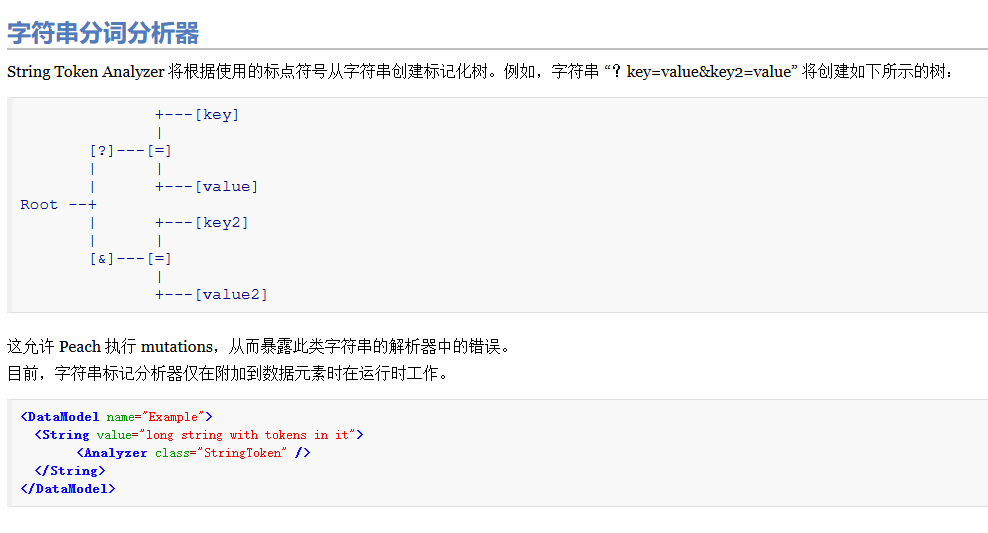 字符串分词分析器
String Token Analyzer 将根据使用的标点符号从字符串创建标记化树。例如，字符串 “？key=value&key2=value” 将创建如下所示的树：
              +---[key]
              |
       [?]---[=]
       |      |
       |      +---[value]
Root --+
       |      +---[key2]
       |      |
       [&]---[=]
              |
              +---[value2]
这允许 Peach 执行 mutations，从而暴露此类字符串的解析器中的错误。
目前，字符串标记分析器仅在附加到数据元素时在运行时工作。
<DataModel name="Example">
  <String value="long string with tokens in it">
      <Analyzer class="StringToken" />
  </String>
</DataModel>